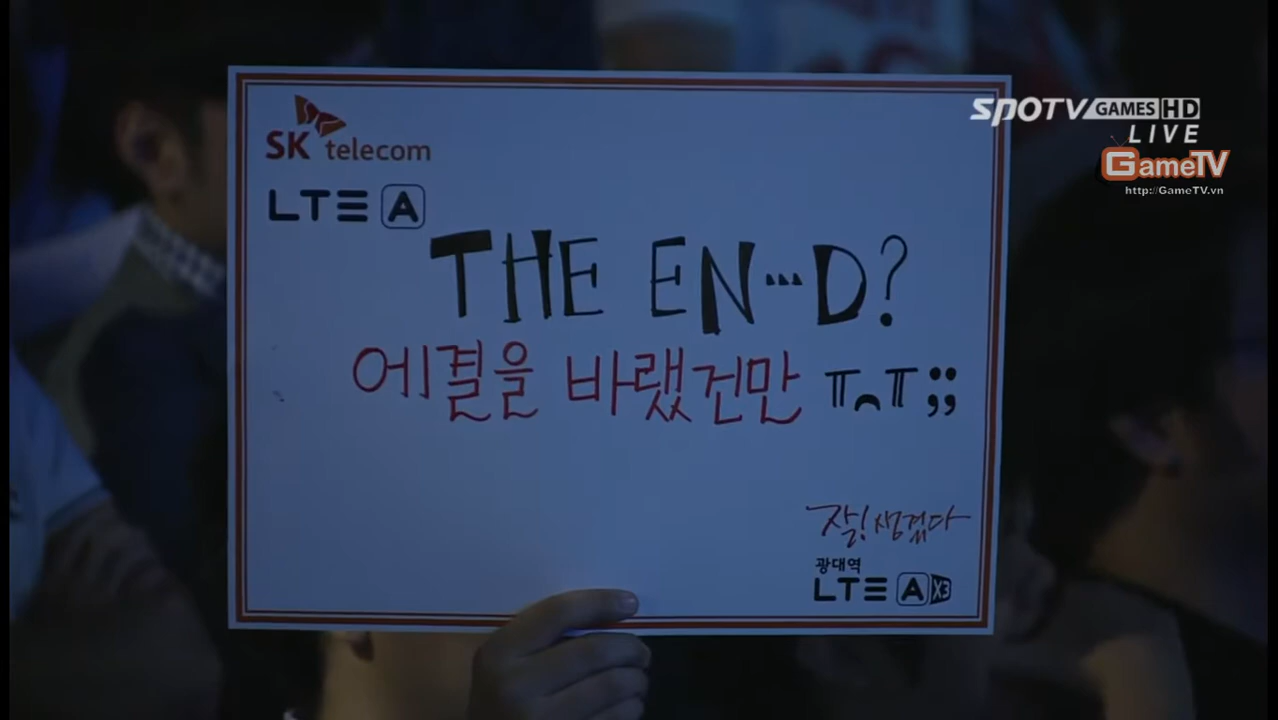 SK telecom
LTE A
THE EN...D?
에결을 바랬건만 ㅠㅠ;;
잘! 생겼다
광대역
LTE A X3
SPOTV GAMES HD
LIVE
GameTV
http://GameTV.vn